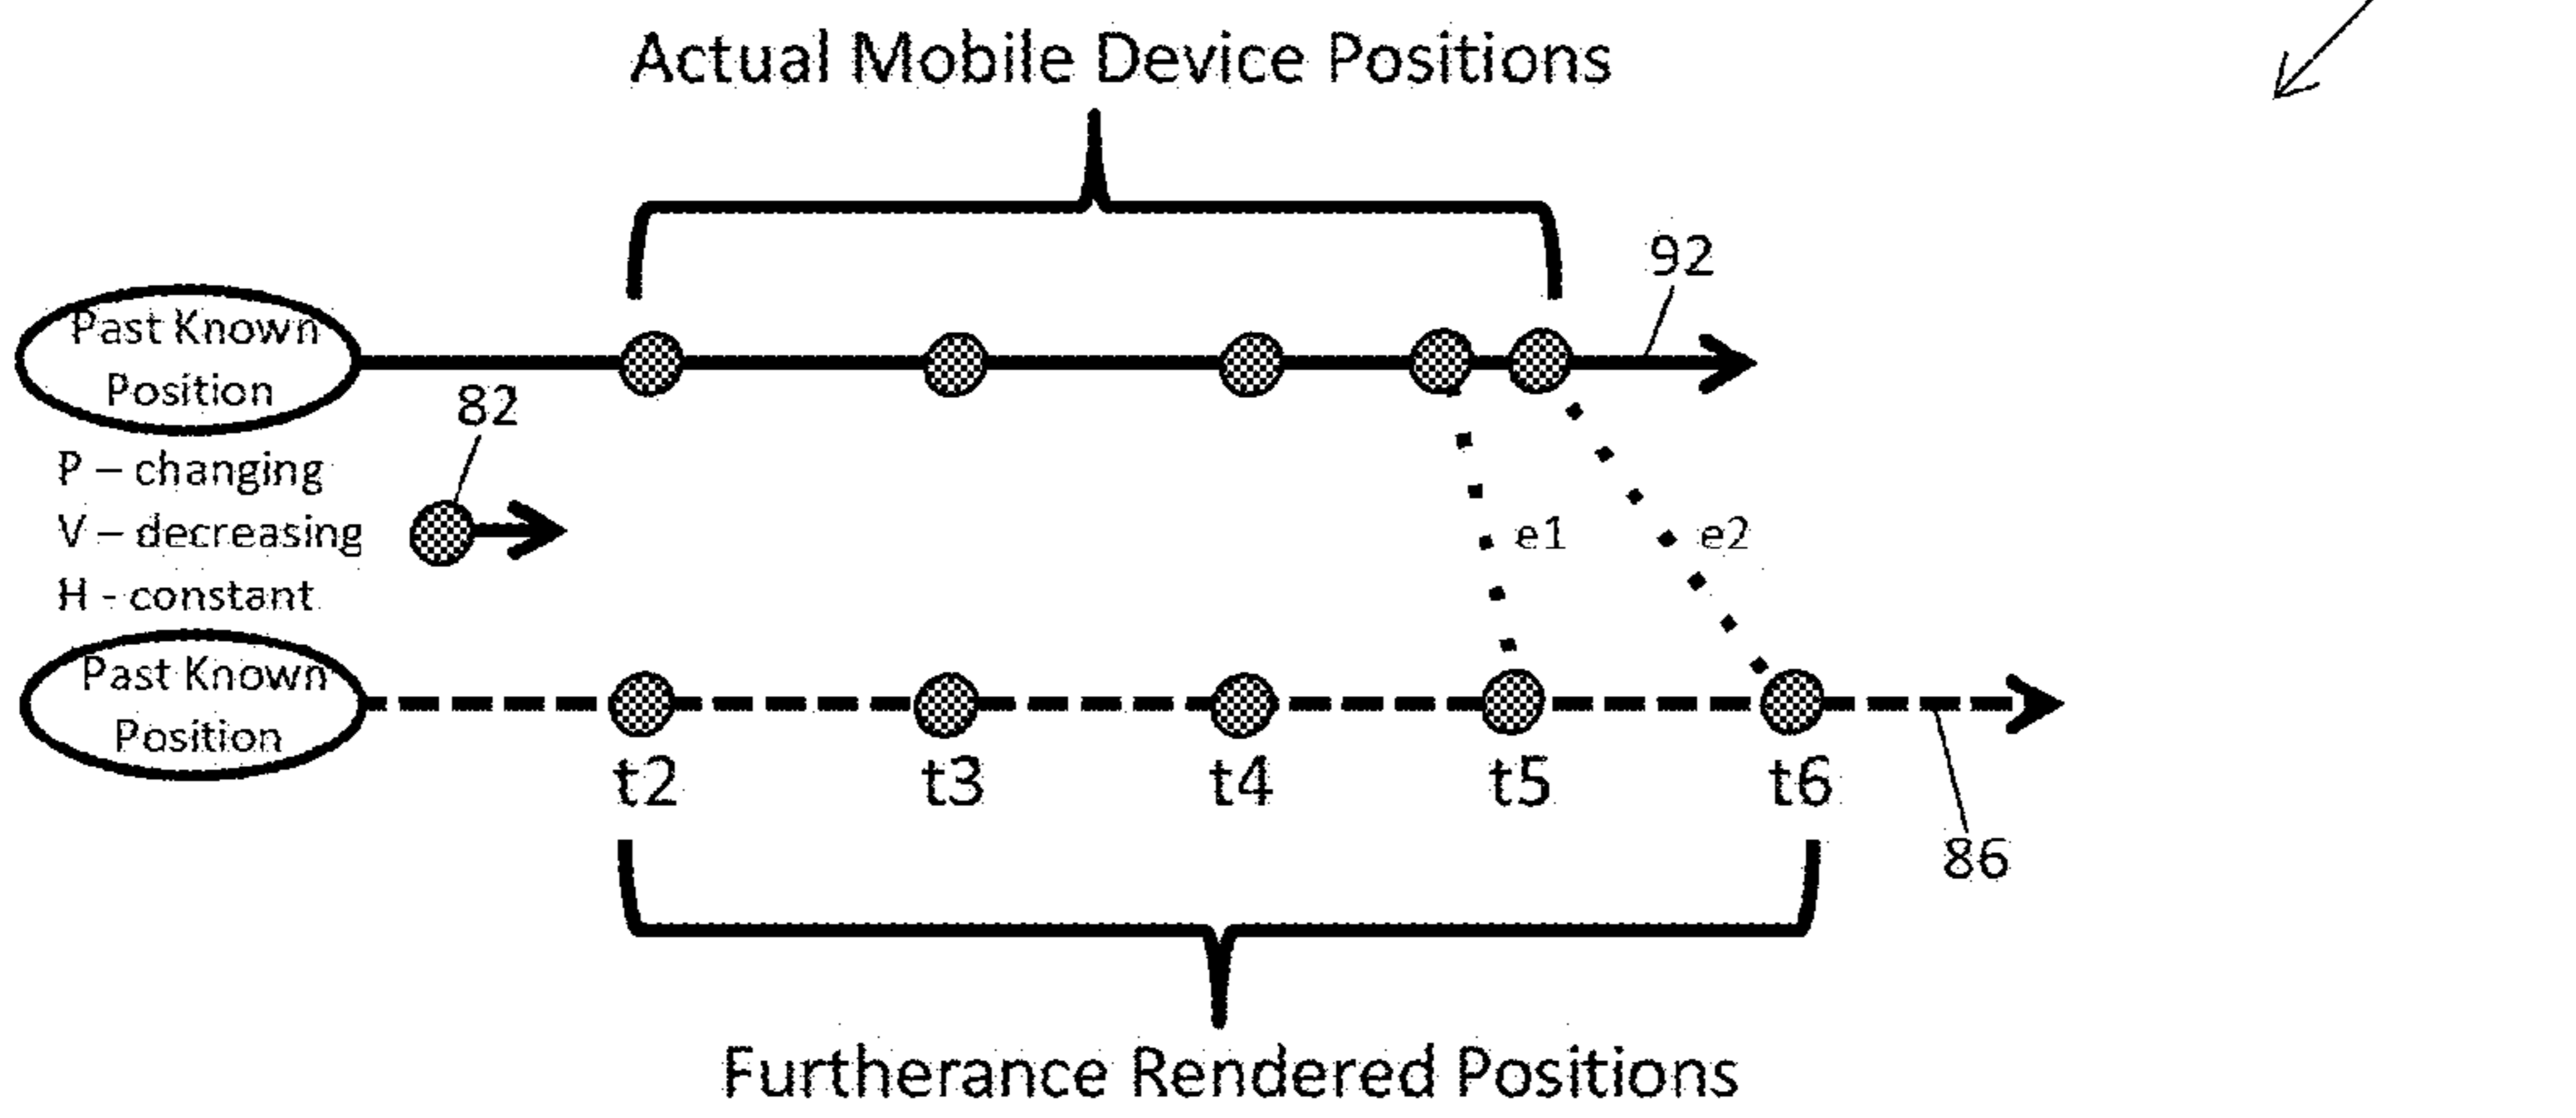 Actual Mobile Device Positions
92
Past Known
Position
82
P – changing
V – decreasing
H - constant
e1
e2
Past Known
Position
t2
t3
t4
t5
t6
86
Furtherance Rendered Positions